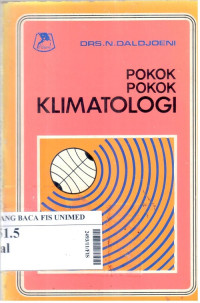 DRS.N.DALDJOENI
POKOK
POKOK
KLIMATOLOGI
ANG BACA FIS UNIMED
1.5
al